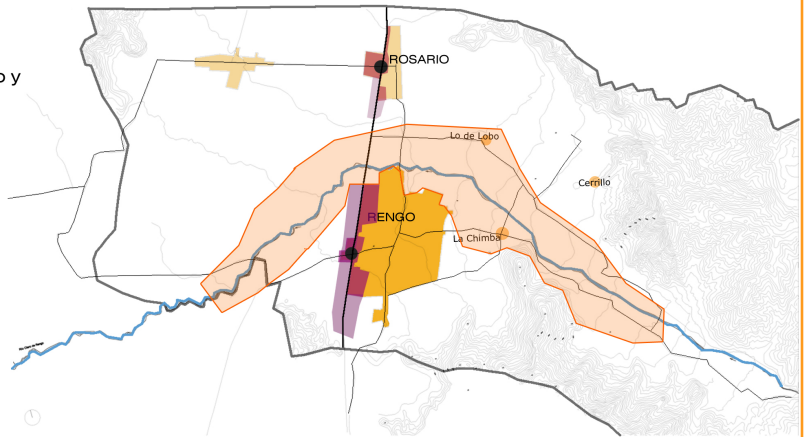 o y
ROSARIO
Lo de Lobo
Cerrillo
RENGO
La Chimba